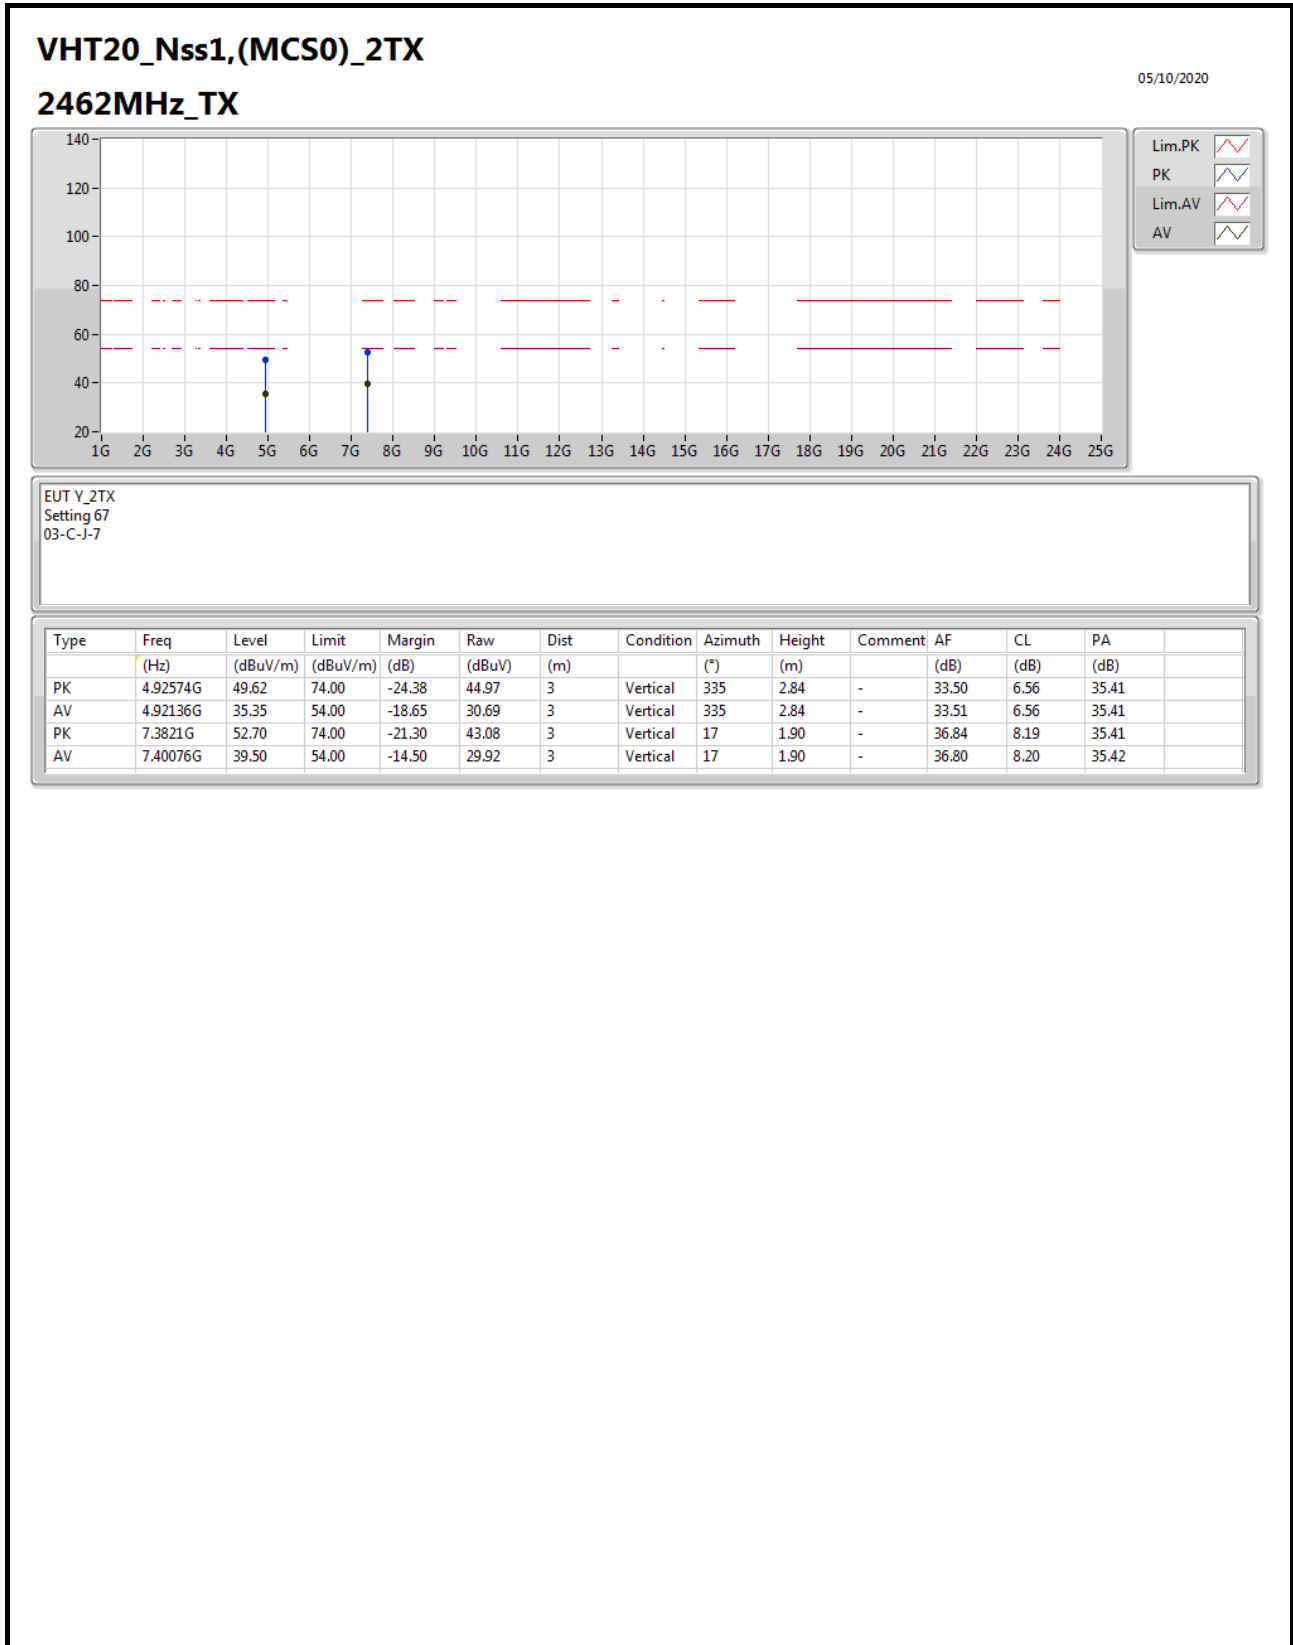 VHT20_Nss1,(MCS0)_2TX
05/10/2020
2462MHz_TX
140
120
100
80
60
40
20
1G 2G 3G 4G 5G 6G 7G 8G 9G 10G 11G 12G 13G 14G 15G 16G 17G 18G 19G 20G 21G 22G 23G 24G 25G
Lim.PK
PK
Lim.AV
AV
EUT Y_2TX
Setting 67
03-C-J-7
Type Freq Level Limit Margin Raw Dist Condition Azimuth Height Comment AF CL PA
(Hz) (dBuV/m) (dBuV/m) (dB) (dBuV) (m) (°) (m) (dB) (dB) (dB)
PK 4.92574G 49.62 74.00 -24.38 44.97 3 Vertical 335 2.84 - 33.50 6.56 35.41
AV 4.92136G 35.35 54.00 -18.65 30.69 3 Vertical 335 2.84 - 33.51 6.56 35.41
PK 7.3821G 52.70 74.00 -21.30 43.08 3 Vertical 17 1.90 - 36.84 8.19 35.41
AV 7.40076G 39.50 54.00 -14.50 29.92 3 Vertical 17 1.90 - 36.80 8.20 35.42